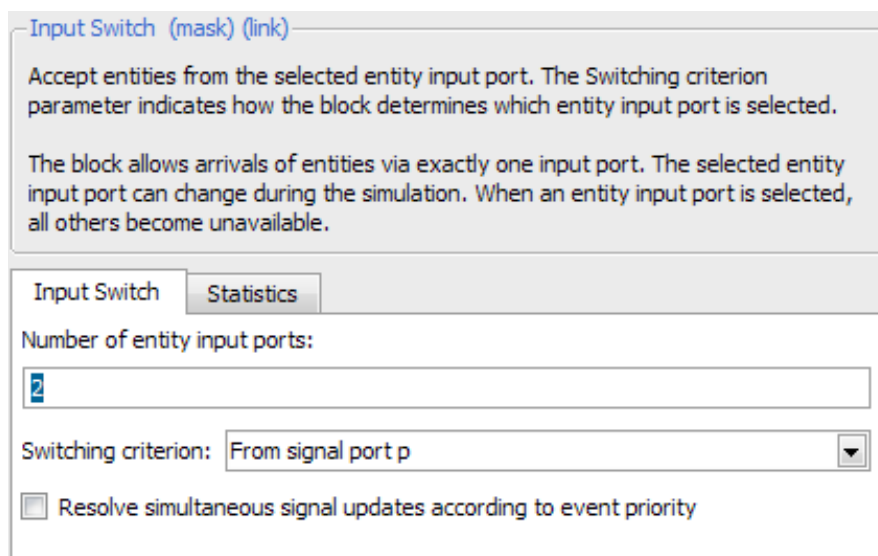 Input Switch (mask) (link)
Accept entities from the selected entity input port. The Switching criterion
parameter indicates how the block determines which entity input port is selected.
The block allows arrivals of entities via exactly one input port. The selected entity
input port can change during the simulation. When an entity input port is selected,
all others become unavailable.
Input Switch
Statistics
Number of entity input ports:
2
Switching criterion: From signal port p
Resolve simultaneous signal updates according to event priority